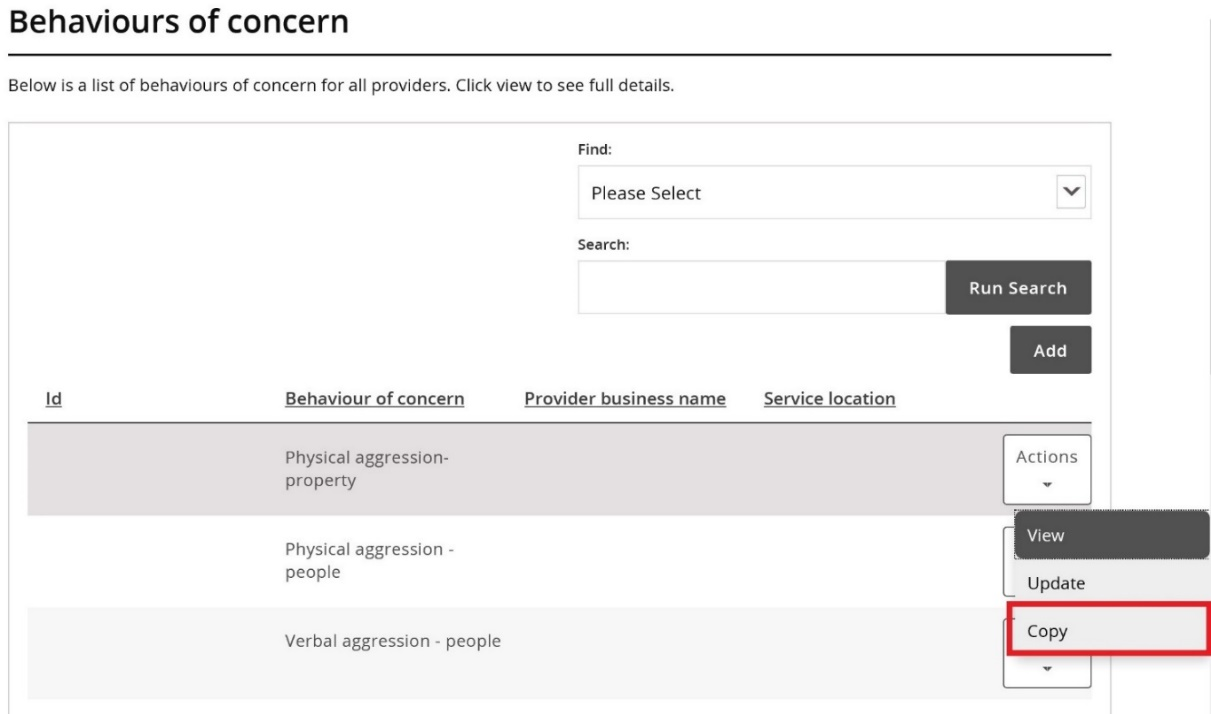 Behaviours of concern
Below is a list of behaviours of concern for all providers. Click view to see full details.
Find:
Please Select
Search:
Run Search
Add
Id Behaviour of concern Provider business name Service location
Physical aggression-
property
Actions
Physical aggression -
people
View
Update
Verbal aggression - people
Copy